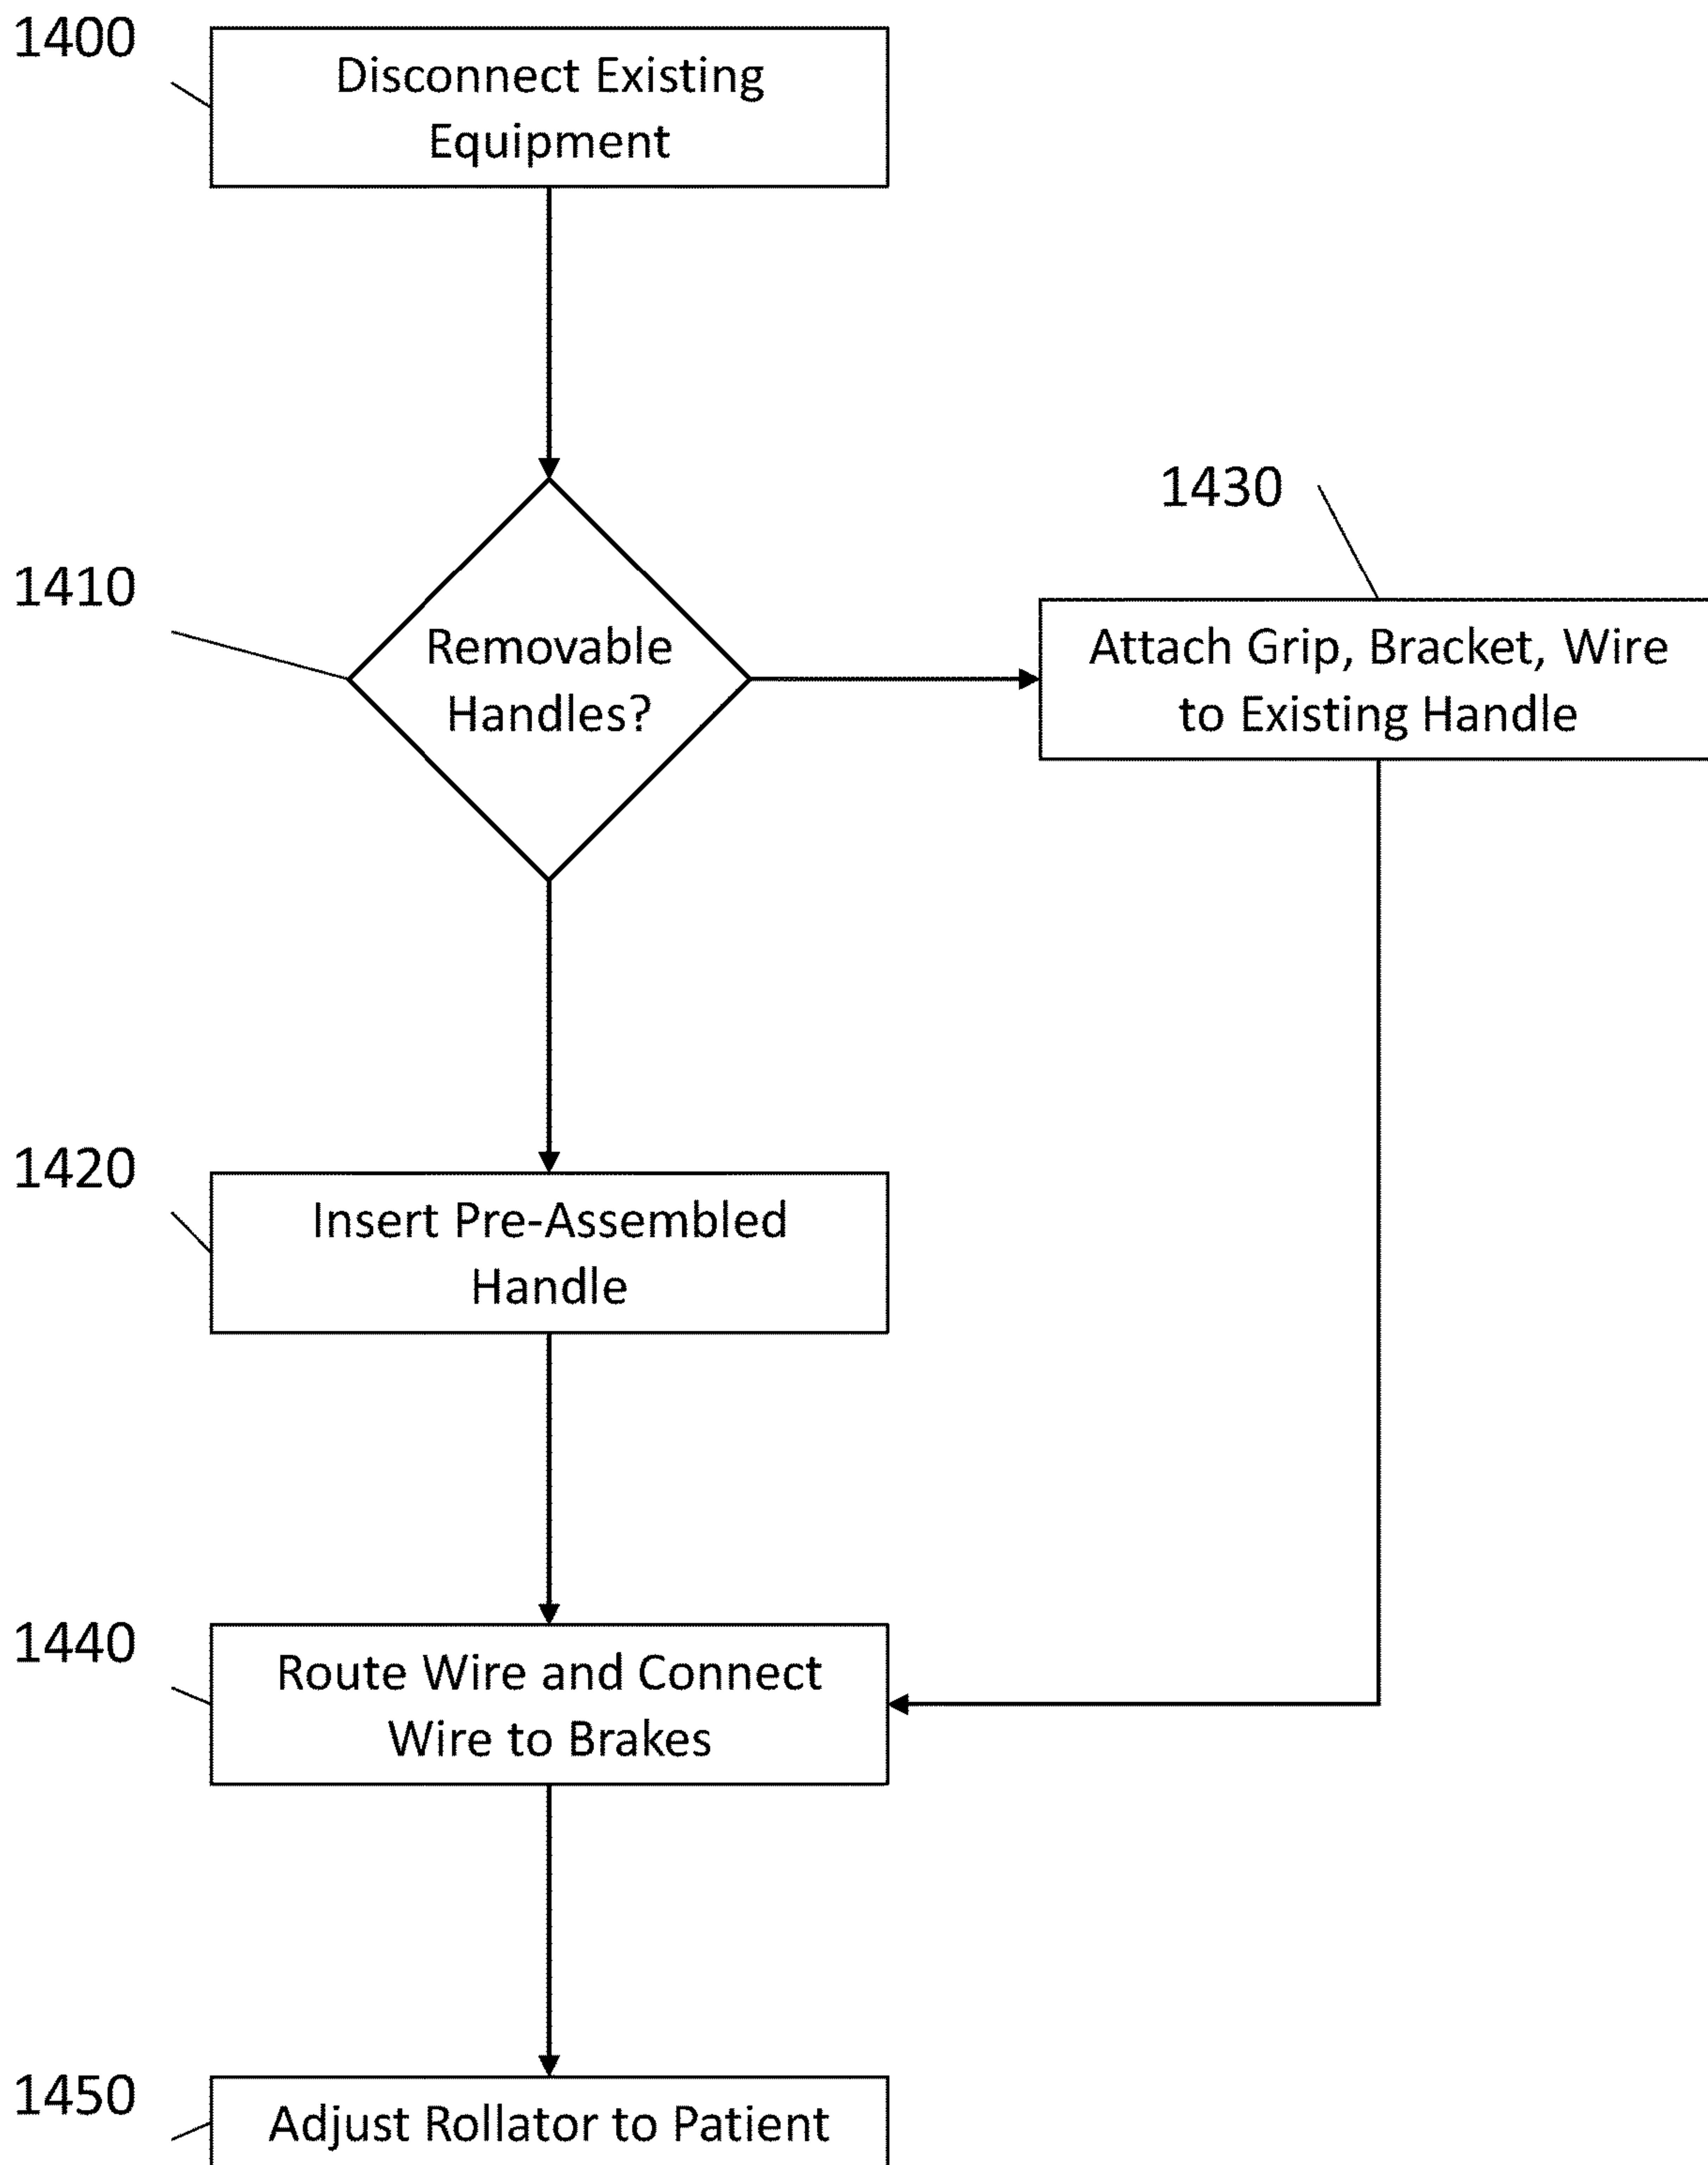 1400
Disconnect Existing
Equipment
1410
Removable
Handles?
1430
Attach Grip, Bracket, Wire
to Existing Handle
1420
Insert Pre-Assembled
Handle
1440
Route Wire and Connect
Wire to Brakes
1450
Adjust Rollator to Patient